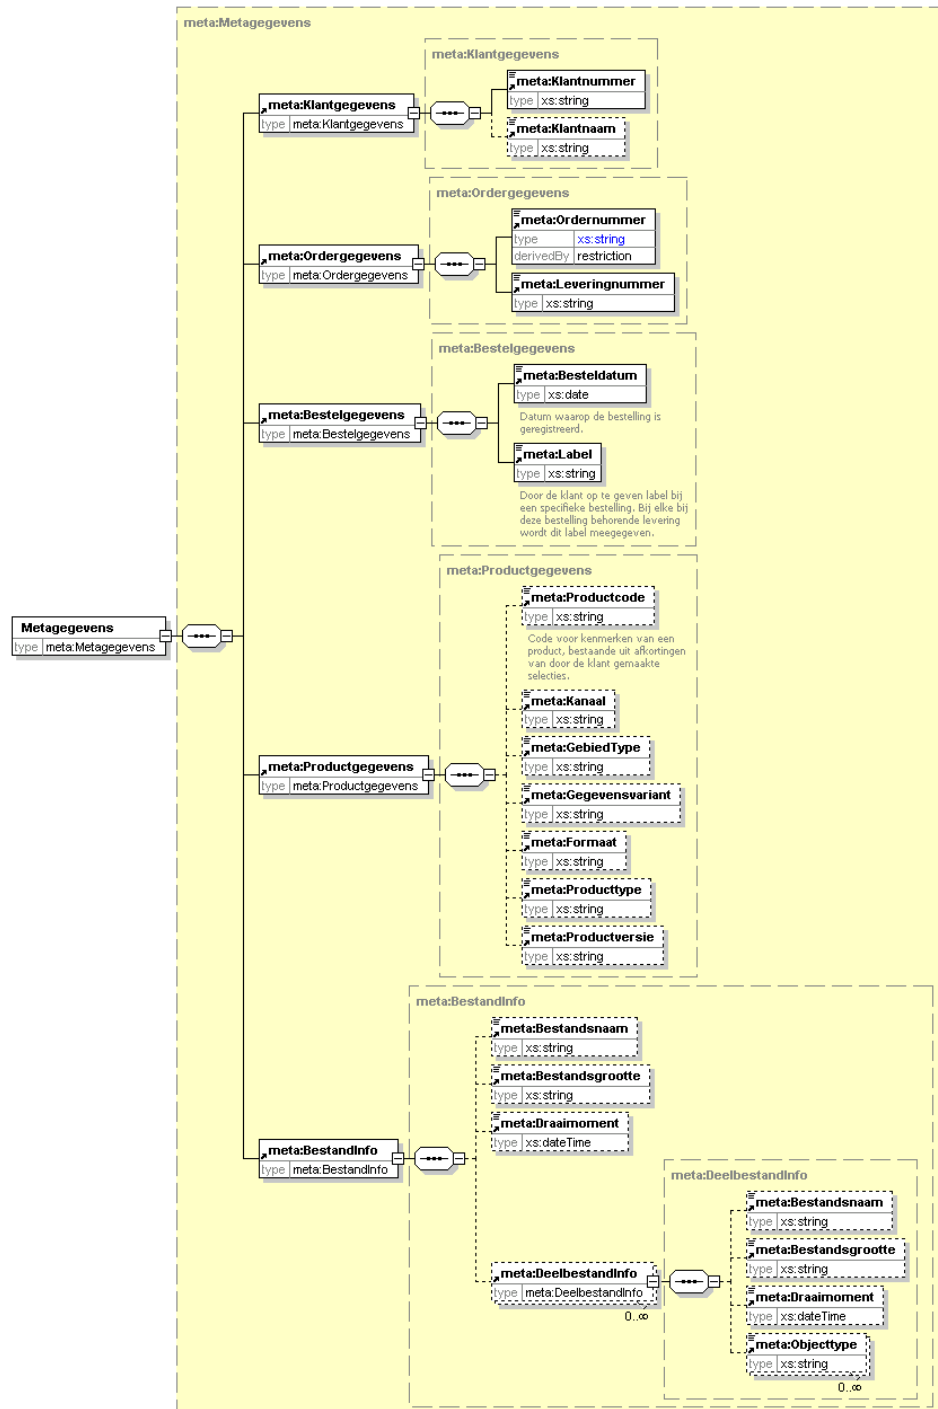 meta:Metagegevens
meta:Klantgegevens
meta:Klantgegevens
type meta:Klantgegevens
meta:Klantnummer
type xs:string
meta:Klantnaam
type xs:string
meta:Ordergegevens
meta:Ordergegevens
type meta:Ordergegevens
meta:Ordernummer
type xs:string
derivedBy restriction
meta:Leveringnummer
type xs:string
meta:Bestelgegevens
meta:Bestelgegevens
type meta:Bestelgegevens
meta:Besteldatum
type xs:date
Datum waarop de bestelling is
geregistreerd.
meta:Label
type xs:string
Door de klant op te geven label bij
een specifieke bestelling. Bij elke bij
deze bestelling behorende levering
wordt dit label meegegeven.
Metagegevens
type meta:Metagegevens
meta:Productgegevens
meta:Productgegevens
type meta:Productgegevens
meta:Productcode
type xs:string
Code voor kenmerken van een
product, bestaande uit afkortingen
van door de klant gemaakte
selecties.
meta:Kanaal
type xs:string
meta:GebiedType
type xs:string
meta:Gegevensvariant
type xs:string
meta:Formaat
type xs:string
meta:Producttype
type xs:string
meta:Productversie
type xs:string
meta:BestandInfo
meta:BestandInfo
type meta:BestandInfo
meta:Bestandsnaam
type xs:string
meta:Bestandsgrootte
type xs:string
meta:Draaimoment
type xs:dateTime
meta:DeelbestandInfo
type meta:DeelbestandInfo
0..∞
meta:DeelbestandInfo
meta:Bestandsnaam
type xs:string
meta:Bestandsgrootte
type xs:string
meta:Draaimoment
type xs:dateTime
meta:Objecttype
type xs:string
0..∞